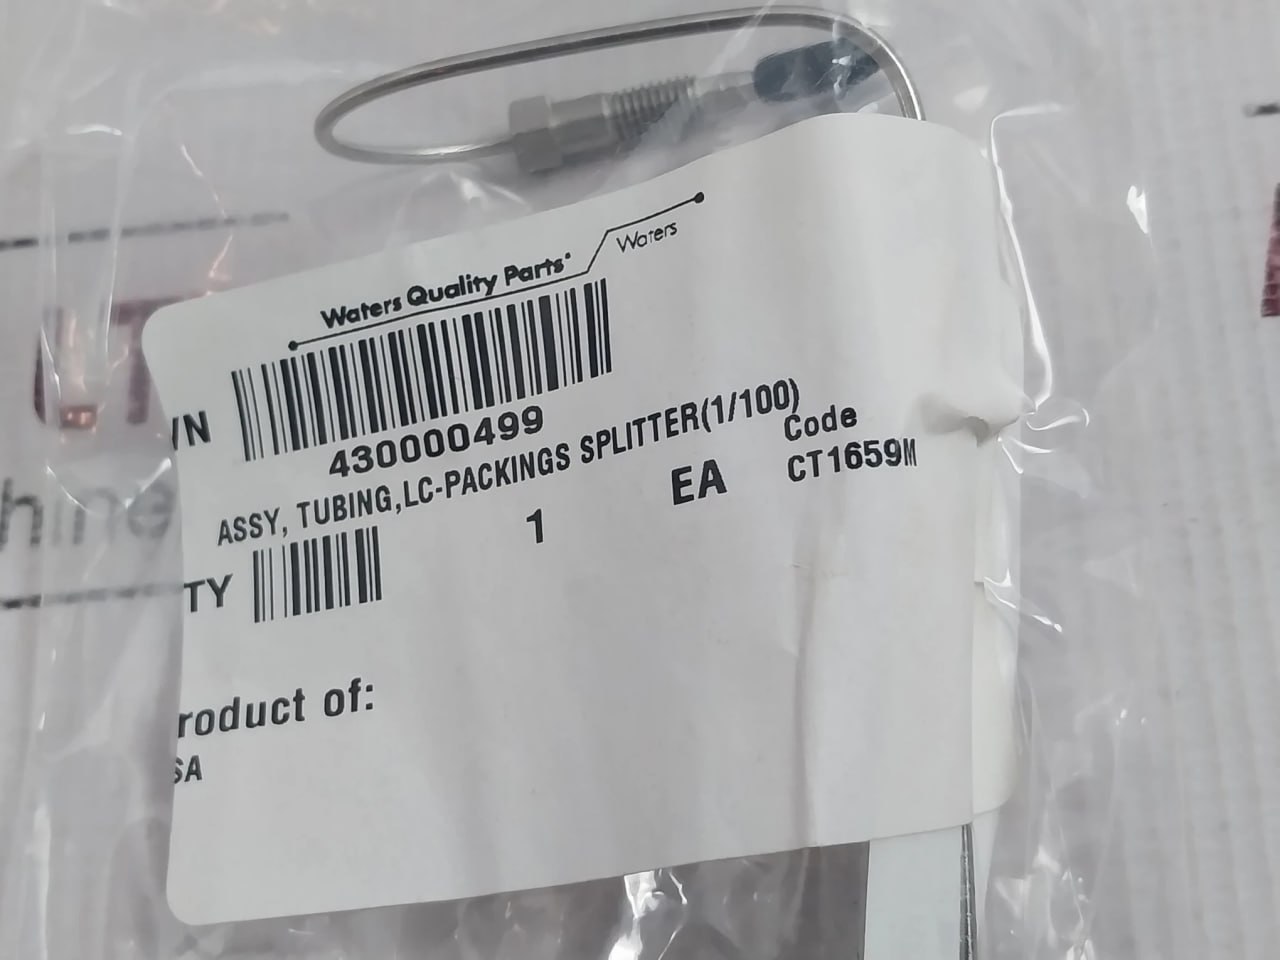 Waters Quality Parts
Waters
/N
430000499
ASSY, TUBING,LC-PACKINGS SPLITTER(1/100)
TY
1
EA
Code
CT1659M
roduct of:
SA
hine